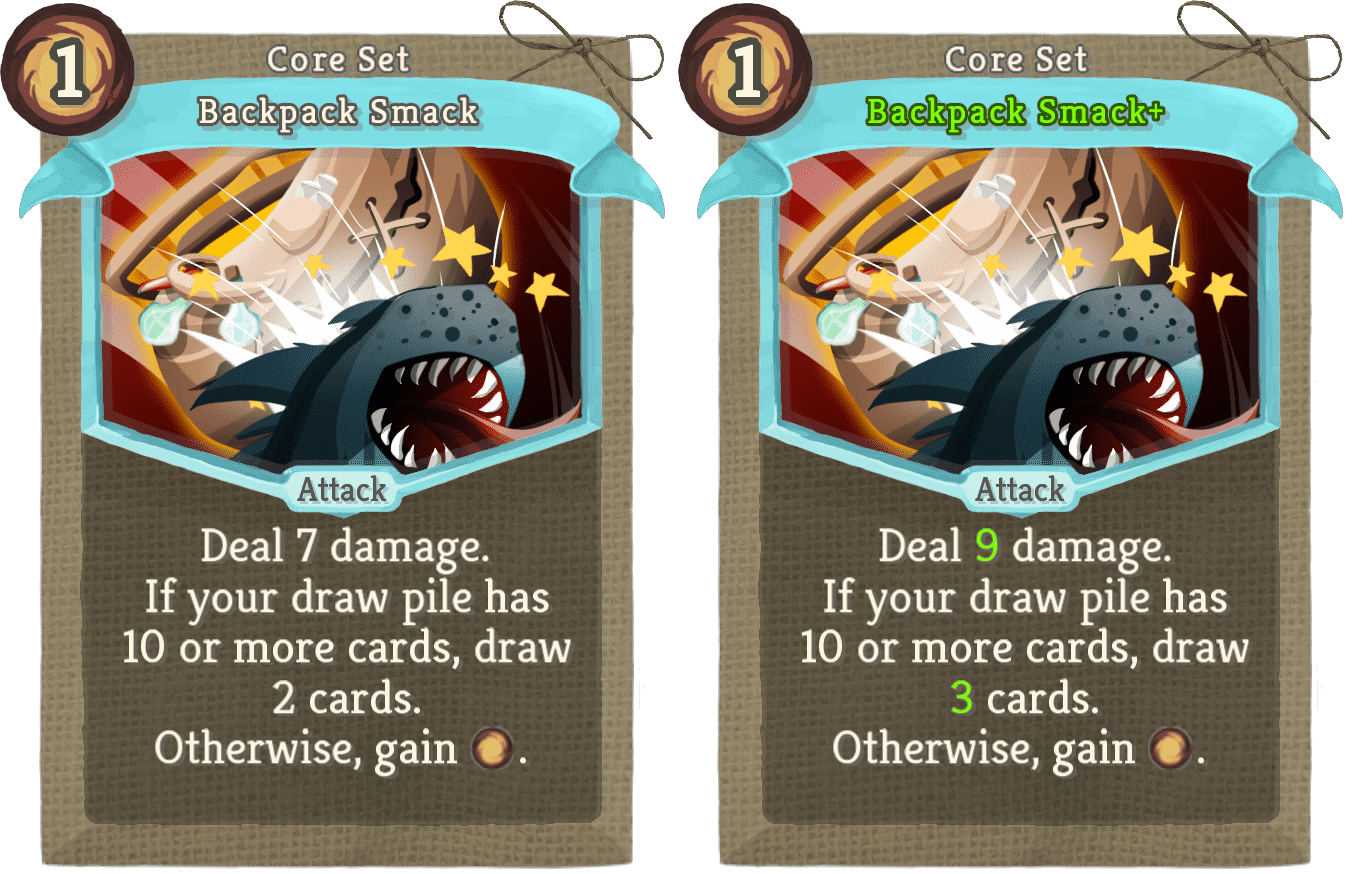 1
Core Set
Backpack Smack
Attack
Deal 7 damage.
If your draw pile has
10 or more cards, draw
2 cards.
Otherwise, gain .
1
Core Set
Backpack Smack+
Attack
Deal 9 damage.
If your draw pile has
10 or more cards, draw
3 cards.
Otherwise, gain .